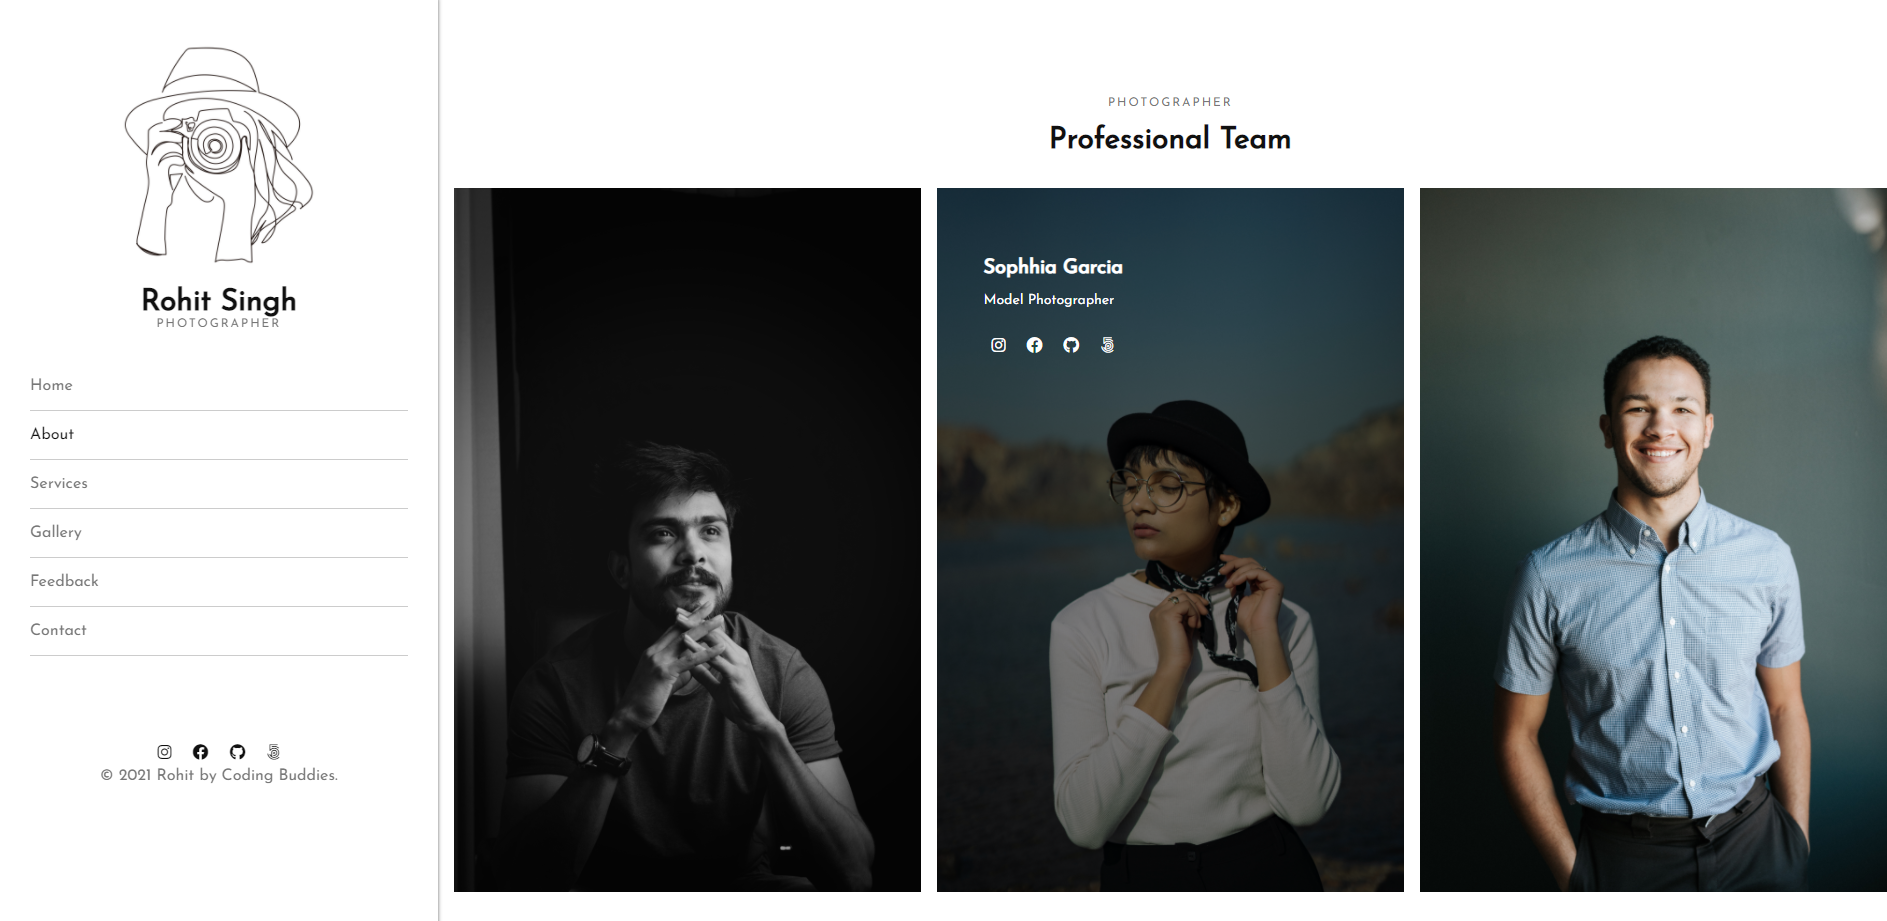 Rohit Singh
PHOTOGRAPHER
Home
About
Services
Gallery
Feedback
Contact
© 2021 Rohit by Coding Buddies.
PHOTOGRAPHER
Professional Team
Sophhia Garcia
Model Photographer